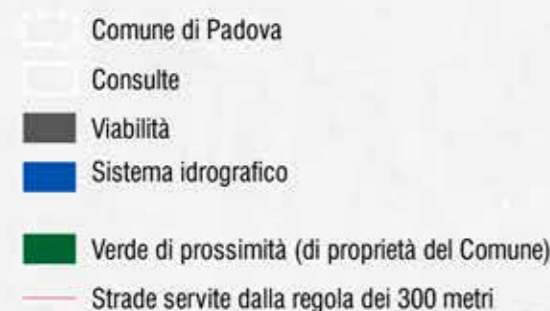 Comune di Padova
Consulte
Viabilità
Sistema idrografico
Verde di prossimità (di proprietà del Comune)
Strade servite dalla regola dei 300 metri